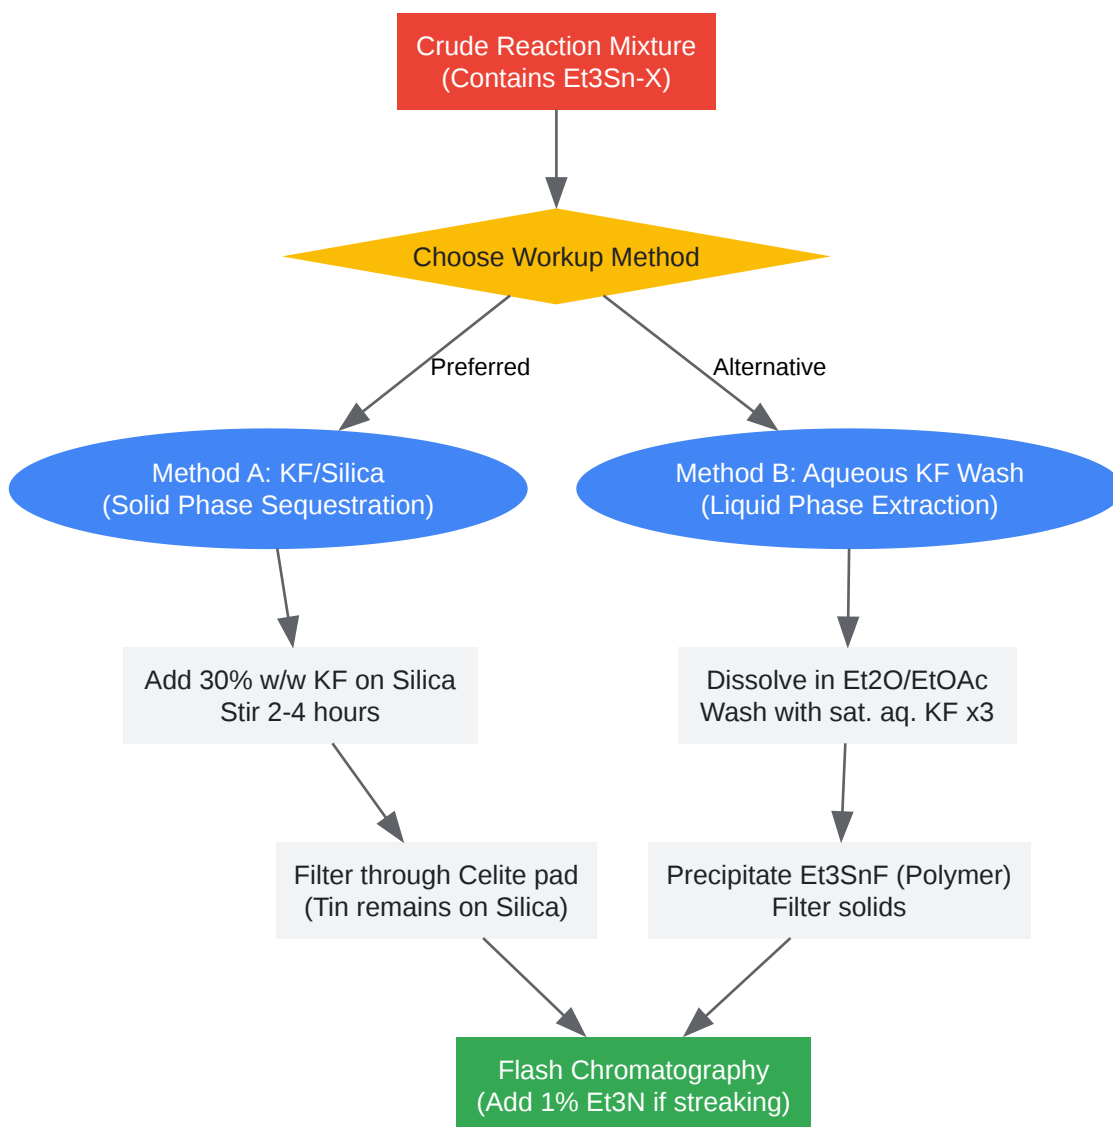 Crude Reaction Mixture
(Contains Et3Sn-X)
Choose Workup Method
Preferred
Alternative
Method A: KF/Silica
(Solid Phase Sequestration)
Method B: Aqueous KF Wash
(Liquid Phase Extraction)
Add 30% w/w KF on Silica
Stir 2-4 hours
Dissolve in Et2O/EtOAc
Wash with sat. aq. KF x3
Filter through Celite pad
(Tin remains on Silica)
Precipitate Et3SnF (Polymer)
Filter solids
Flash Chromatography
(Add 1% Et3N if streaking)